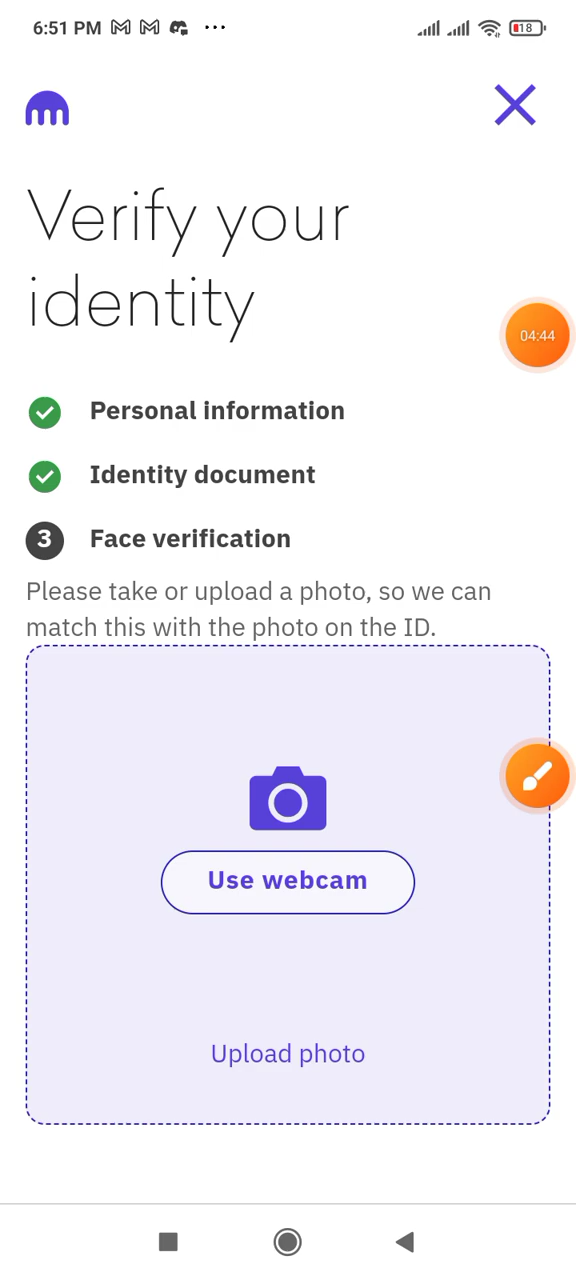 6:51 PM
18
Verify your
identity
04:44
Personal information
Identity document
3 Face verification
Please take or upload a photo, so we can
match this with the photo on the ID.
Use webcam
Upload photo